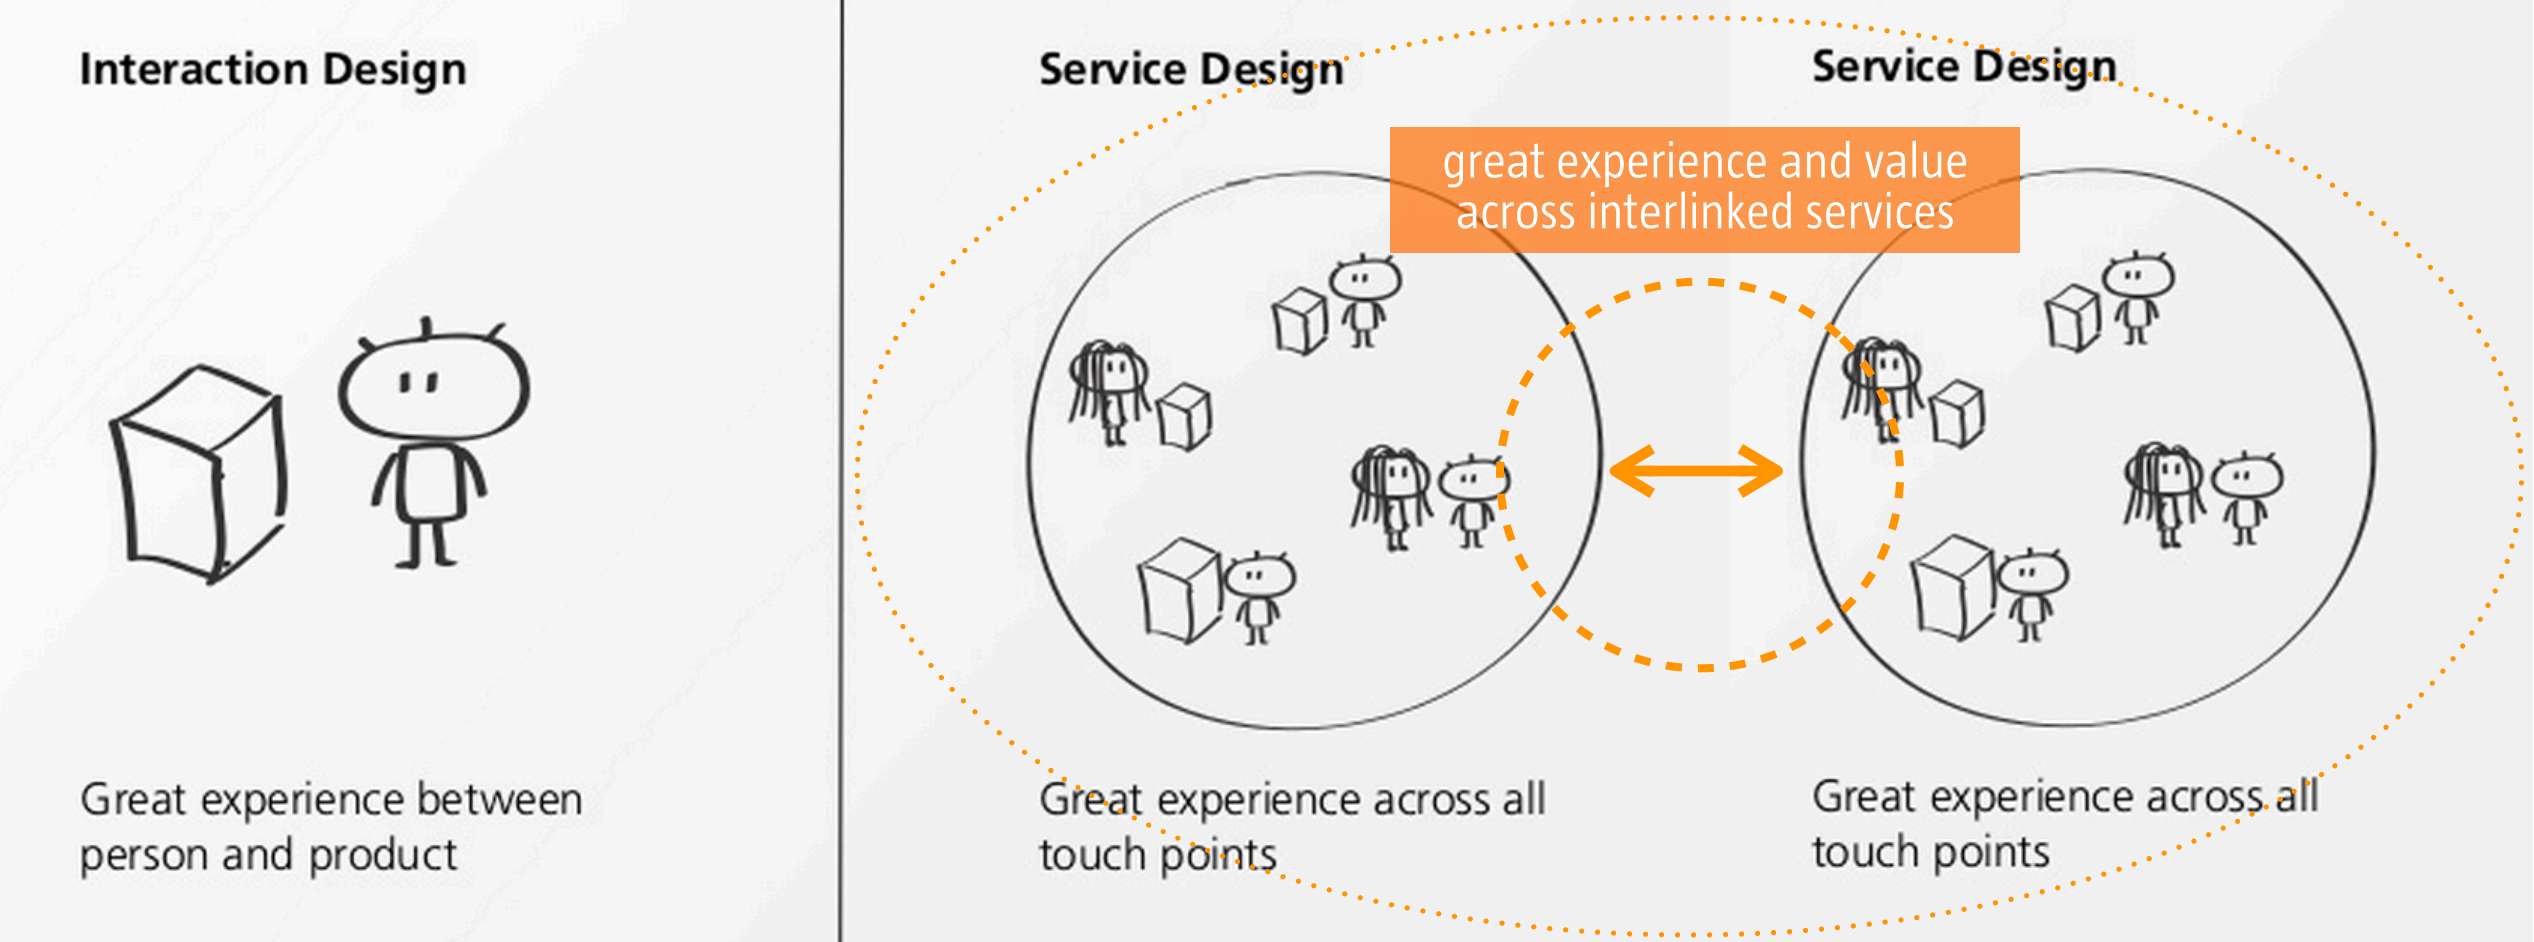 Interaction Design
Great experience between
person and product
Service Design
Great experience across all
touch points
great experience and value
across interlinked services
Service Design
Great experience across all
touch points